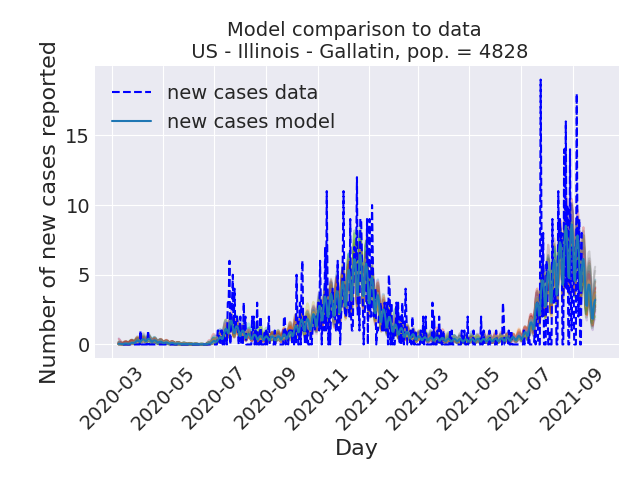 Model comparison to data
US - Illinois - Gallatin, pop. = 4828
Number of new cases reported
new cases data
new cases model
15
10
5
0
2020-03
2020-05
2020-07
2020-09
2020-11
2021-01
2021-03
2021-05
2021-07
2021-09
Day